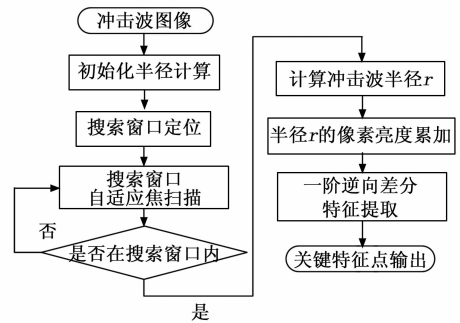 冲击波图像
初始化半径计算
搜索窗口定位
搜索窗口
自适应焦扫描
否
是否在搜索窗口内
是
计算冲击波半径r
半径r的像素亮度累加
一阶逆向差分
特征提取
关键特征点输出